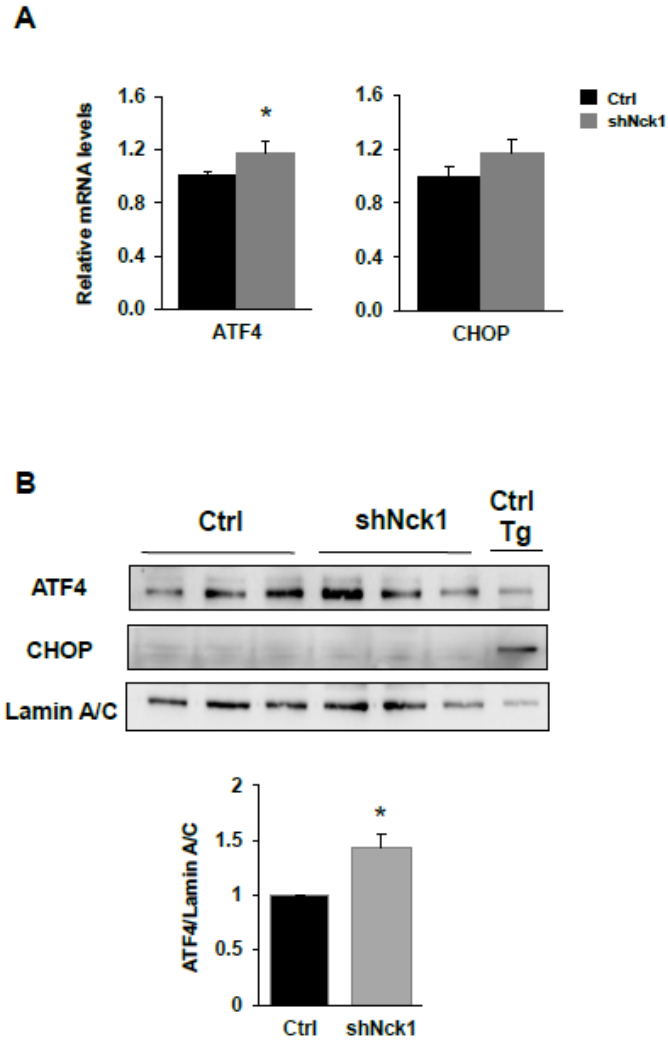 A
Relative mRNA levels
1.6
1.2
0.8
0.4
0.0
*
ATF4
1.6
1.2
0.8
0.4
0.0
CHOP
Ctrl
shNck1
B
Ctrl
shNck1
Ctrl
Tg
ATF4
CHOP
Lamin A/C
ATF4/Lamin A/C
2
1.5
1
0.5
0
*
Ctrl
shNck1